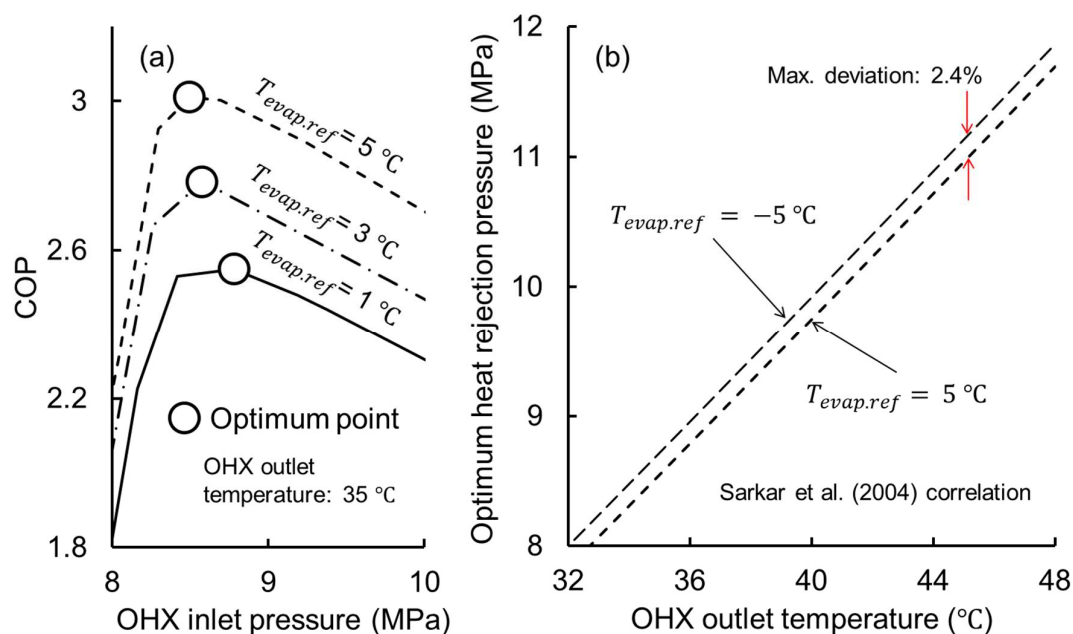 (a)
COP
3
2.6
2.2
1.8
T_evap.ref = 5 °C
T_evap.ref = 3 °C
T_evap.ref = 1 °C
Optimum point
OHX outlet
temperature: 35 °C
8 9 10
OHX inlet pressure (MPa)
(b)
Optimum heat rejection pressure (MPa)
12
11
10
9
8
Max. deviation: 2.4%
T_evap.ref = −5 °C
T_evap.ref = 5 °C
Sarkar et al. (2004) correlation
32 36 40 44 48
OHX outlet temperature (°C)